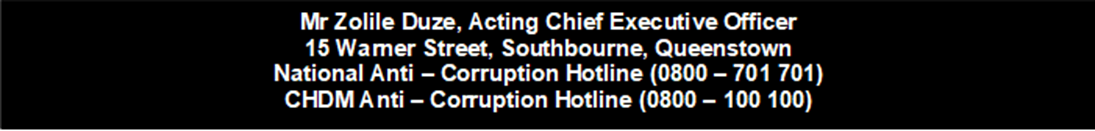 Mr Zolile Duze, Acting Chief Executive Officer
15 Warner Street, Southbourne, Queenstown
National Anti – Corruption Hotline (0800 – 701 701)
CHDM Anti – Corruption Hotline (0800 – 100 100)